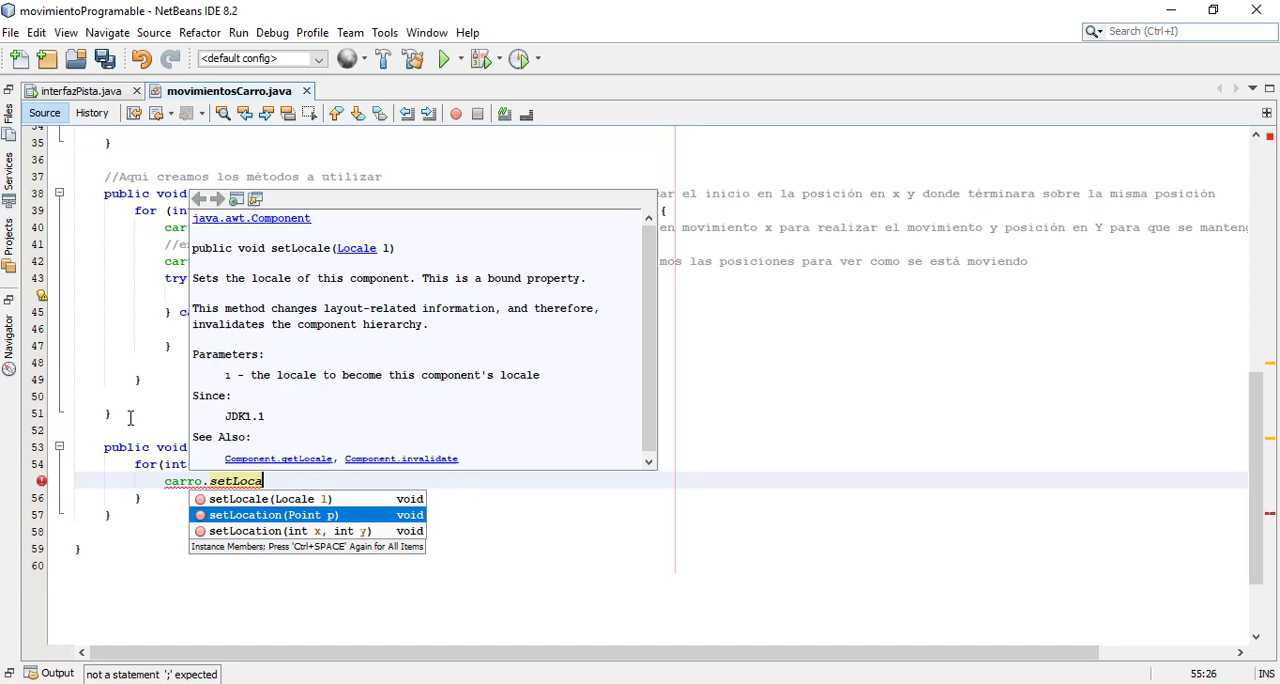 movimientoProgramable - NetBeans IDE 8.2
File Edit View Navigate Source Refactor Run Debug Profile Team Tools Window Help
Search (Ctrl+I)
<default config>
interfazPista.java
movimientosCarro.java
Source History
Files
Services
Projects
Navigator
34
35 }
36
37 //Aqui creamos los métodos a utilizar
38 public void ar el inicio en la posición en x y donde términara sobre la misma posición
39 for (in {
40 car en movimiento x para realizar el movimiento y posición en Y para que se manteng
41 //e
42 car mos las posiciones para ver como se está moviendo
43 try
45 } ca
46
47 }
48
49 }
50
51 }
52
53 public void
54 for(int
carro.setLoca
56 }
57 }
58
59 }
60
java.awt.Component
public void setLocale(Locale l)
Sets the locale of this component. This is a bound property.
This method changes layout-related information, and therefore,
invalidates the component hierarchy.
Parameters:
l - the locale to become this component's locale
Since:
JDK1.1
See Also:
Component.getLocale, Component.invalidate
setLocale(Locale l) void
setLocation(Point p) void
setLocation(int x, int y) void
Instance Members; Press 'Ctrl+SPACE' Again for All Items
Output
not a statement ';' expected
55:26
INS